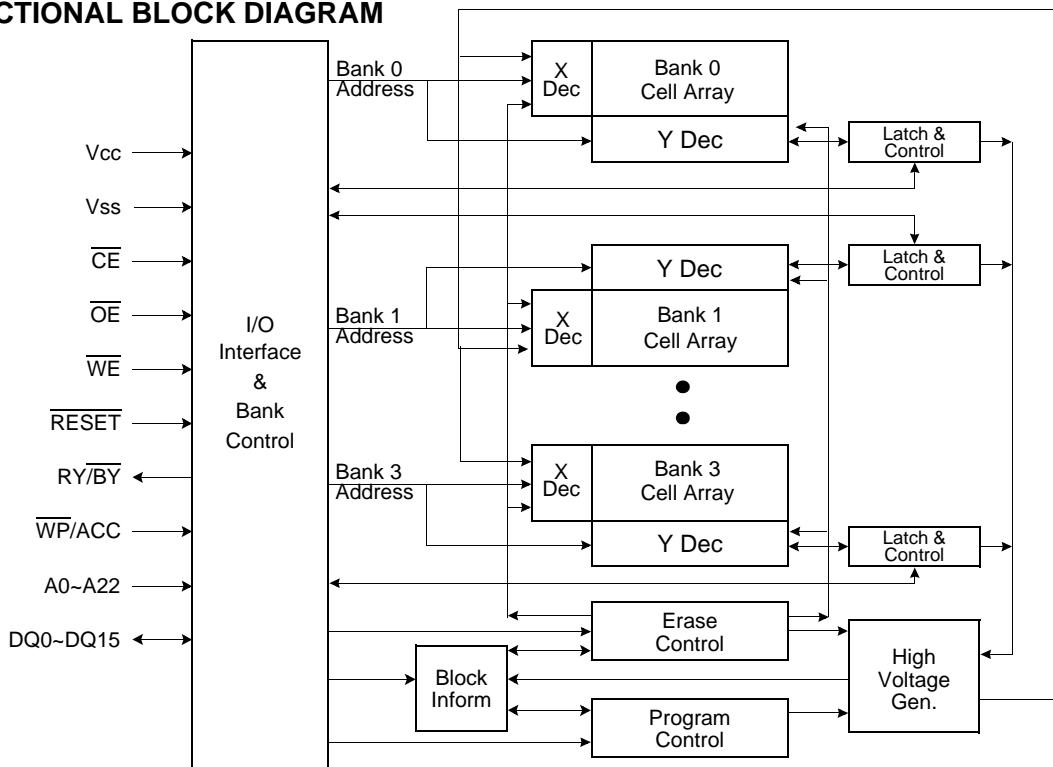 CTIONAL BLOCK DIAGRAM
Vcc
Vss
CE
OE
WE
RESET
RY/BY
WP/ACC
A0~A22
DQ0~DQ15
I/O
Interface
&
Bank
Control
Bank 0
Address
X
Dec
Bank 0
Cell Array
Y Dec
Latch &
Control
Bank 1
Address
Y Dec
X
Dec
Bank 1
Cell Array
Latch &
Control
Bank 3
Address
X
Dec
Bank 3
Cell Array
Y Dec
Latch &
Control
Erase
Control
Block
Inform
Program
Control
High
Voltage
Gen.